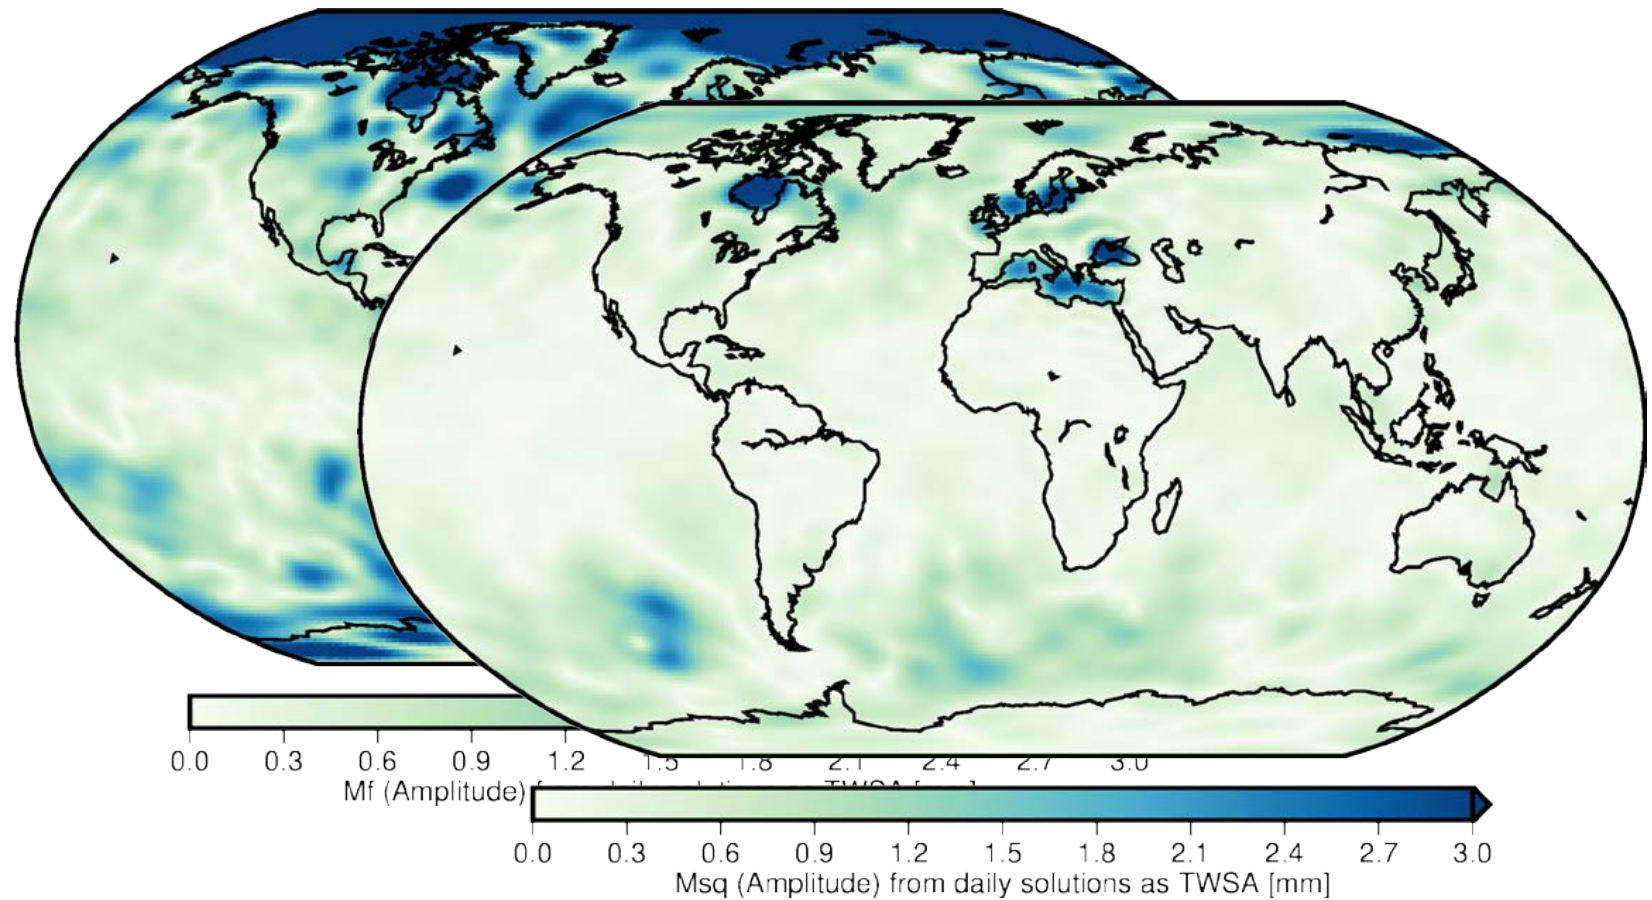 0.0 0.3 0.6 0.9 1.2 1.5 1.8 2.1 2.4 2.7 3.0
Mf (Amplitude) TWSA
0.0 0.3 0.6 0.9 1.2 1.5 1.8 2.1 2.4 2.7 3.0
Msq (Amplitude) from daily solutions as TWSA [mm]